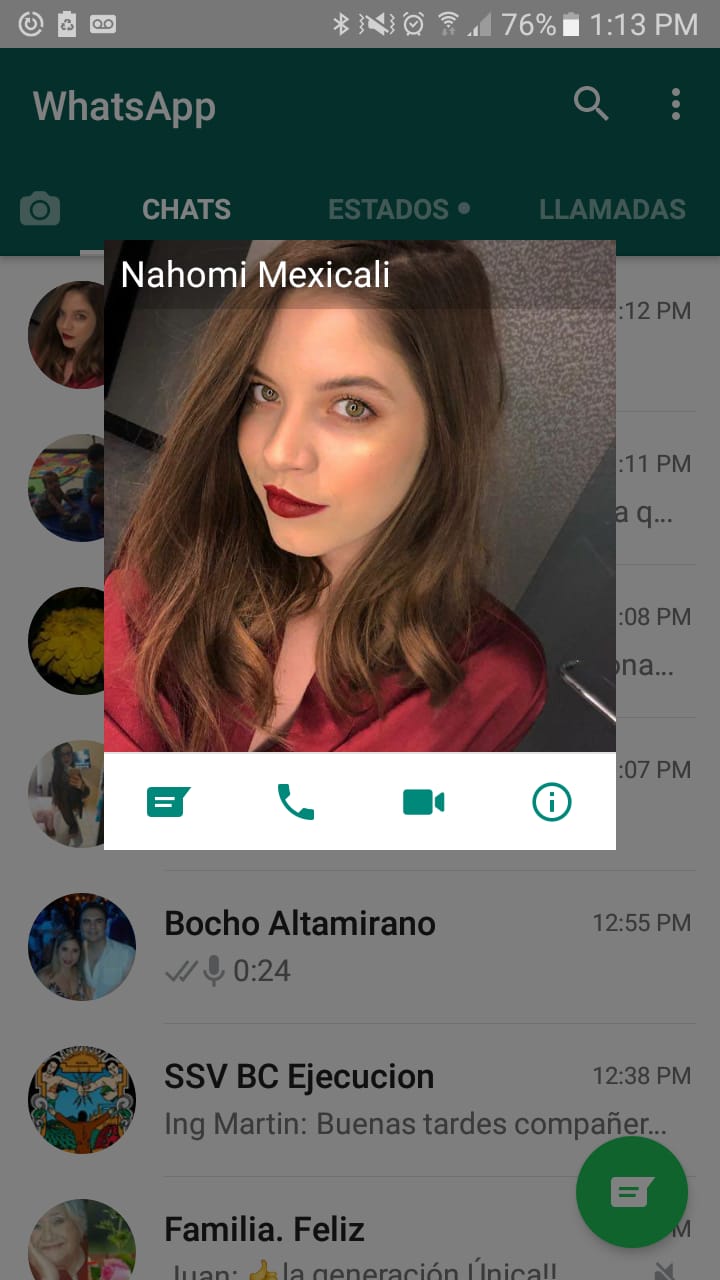 76% 1:13 PM
WhatsApp
CHATS ESTADOS LLAMADAS
Nahomi Mexicali
:12 PM
:11 PM
a q...
:08 PM
ona...
:07 PM
Bocho Altamirano 12:55 PM
0:24
SSV BC Ejecucion 12:38 PM
Ing Martin: Buenas tardes compañer...
Familia. Feliz M
Juan: 👍la generación Única!!